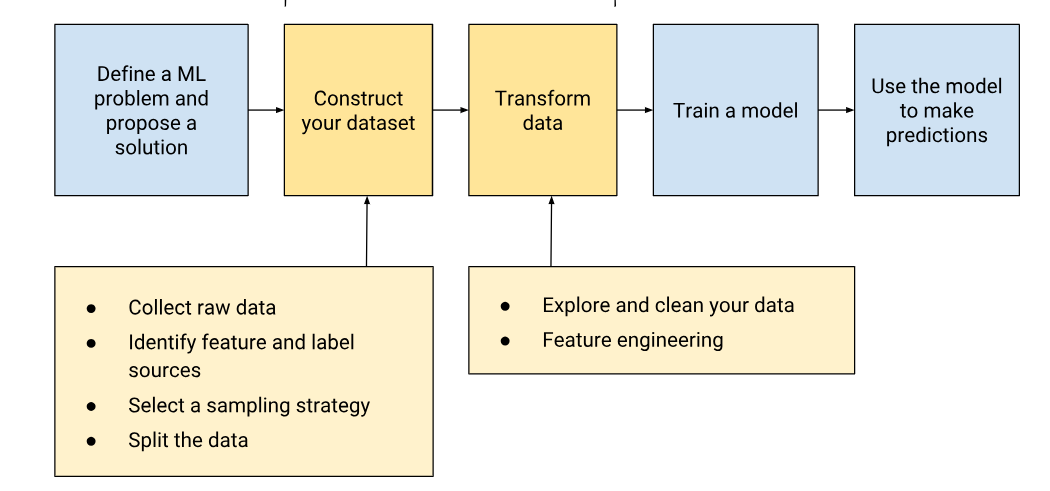 Define a ML
problem and
propose a
solution
Construct
your dataset
Transform
data
Train a model
Use the model
to make
predictions
● Collect raw data
● Identify feature and label
sources
● Select a sampling strategy
● Split the data
● Explore and clean your data
● Feature engineering